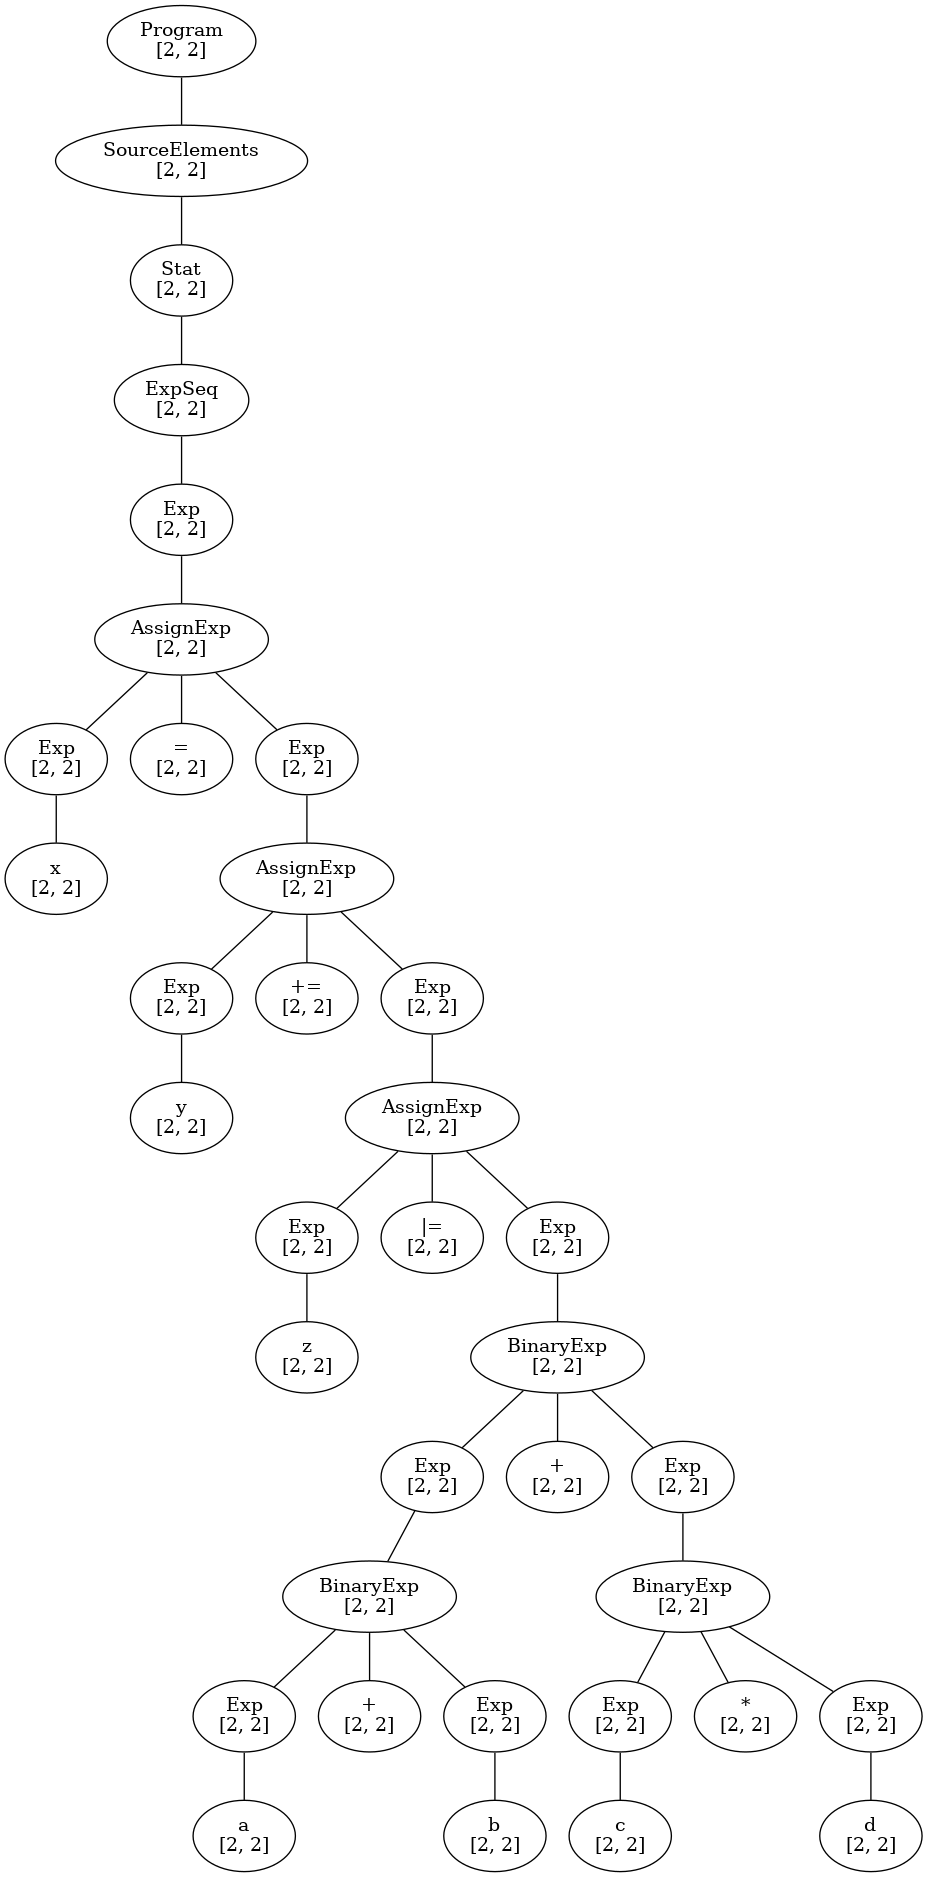 Program
[2, 2]
SourceElements
[2, 2]
Stat
[2, 2]
ExpSeq
[2, 2]
Exp
[2, 2]
AssignExp
[2, 2]
Exp
[2, 2]
=
[2, 2]
Exp
[2, 2]
x
[2, 2]
AssignExp
[2, 2]
Exp
[2, 2]
+=
[2, 2]
Exp
[2, 2]
y
[2, 2]
AssignExp
[2, 2]
Exp
[2, 2]
|=
[2, 2]
Exp
[2, 2]
z
[2, 2]
BinaryExp
[2, 2]
Exp
[2, 2]
+
[2, 2]
Exp
[2, 2]
BinaryExp
[2, 2]
BinaryExp
[2, 2]
Exp
[2, 2]
+
[2, 2]
Exp
[2, 2]
Exp
[2, 2]
*
[2, 2]
Exp
[2, 2]
a
[2, 2]
b
[2, 2]
c
[2, 2]
d
[2, 2]